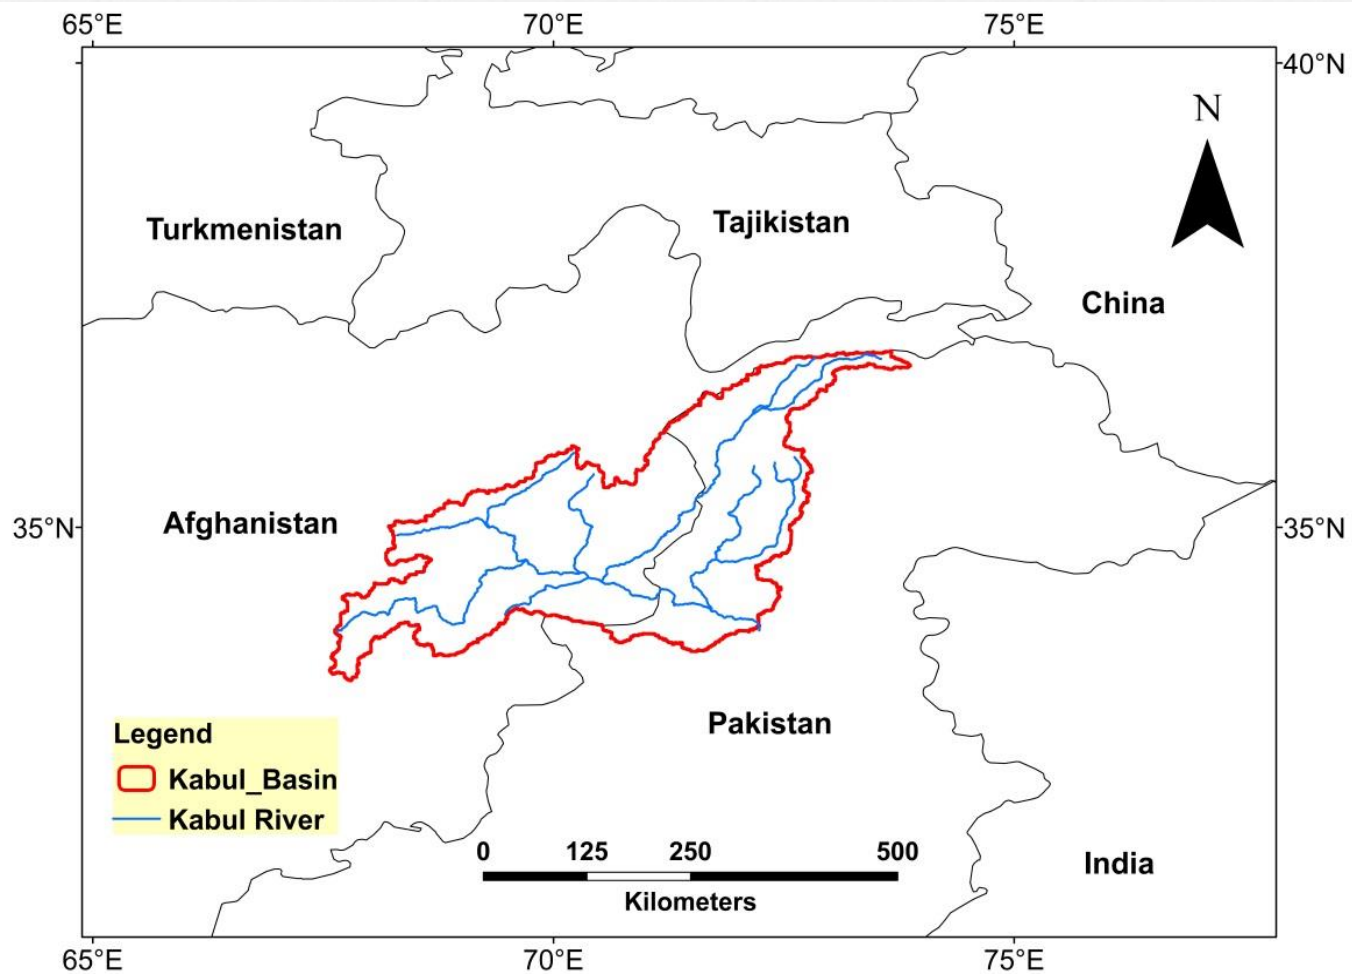 65°E 70°E 75°E
40°N
N
Turkmenistan
Tajikistan
China
35°N
Afghanistan
35°N
Pakistan
Legend
Kabul_Basin
Kabul River
0 125 250 500
Kilometers
India
65°E 70°E 75°E